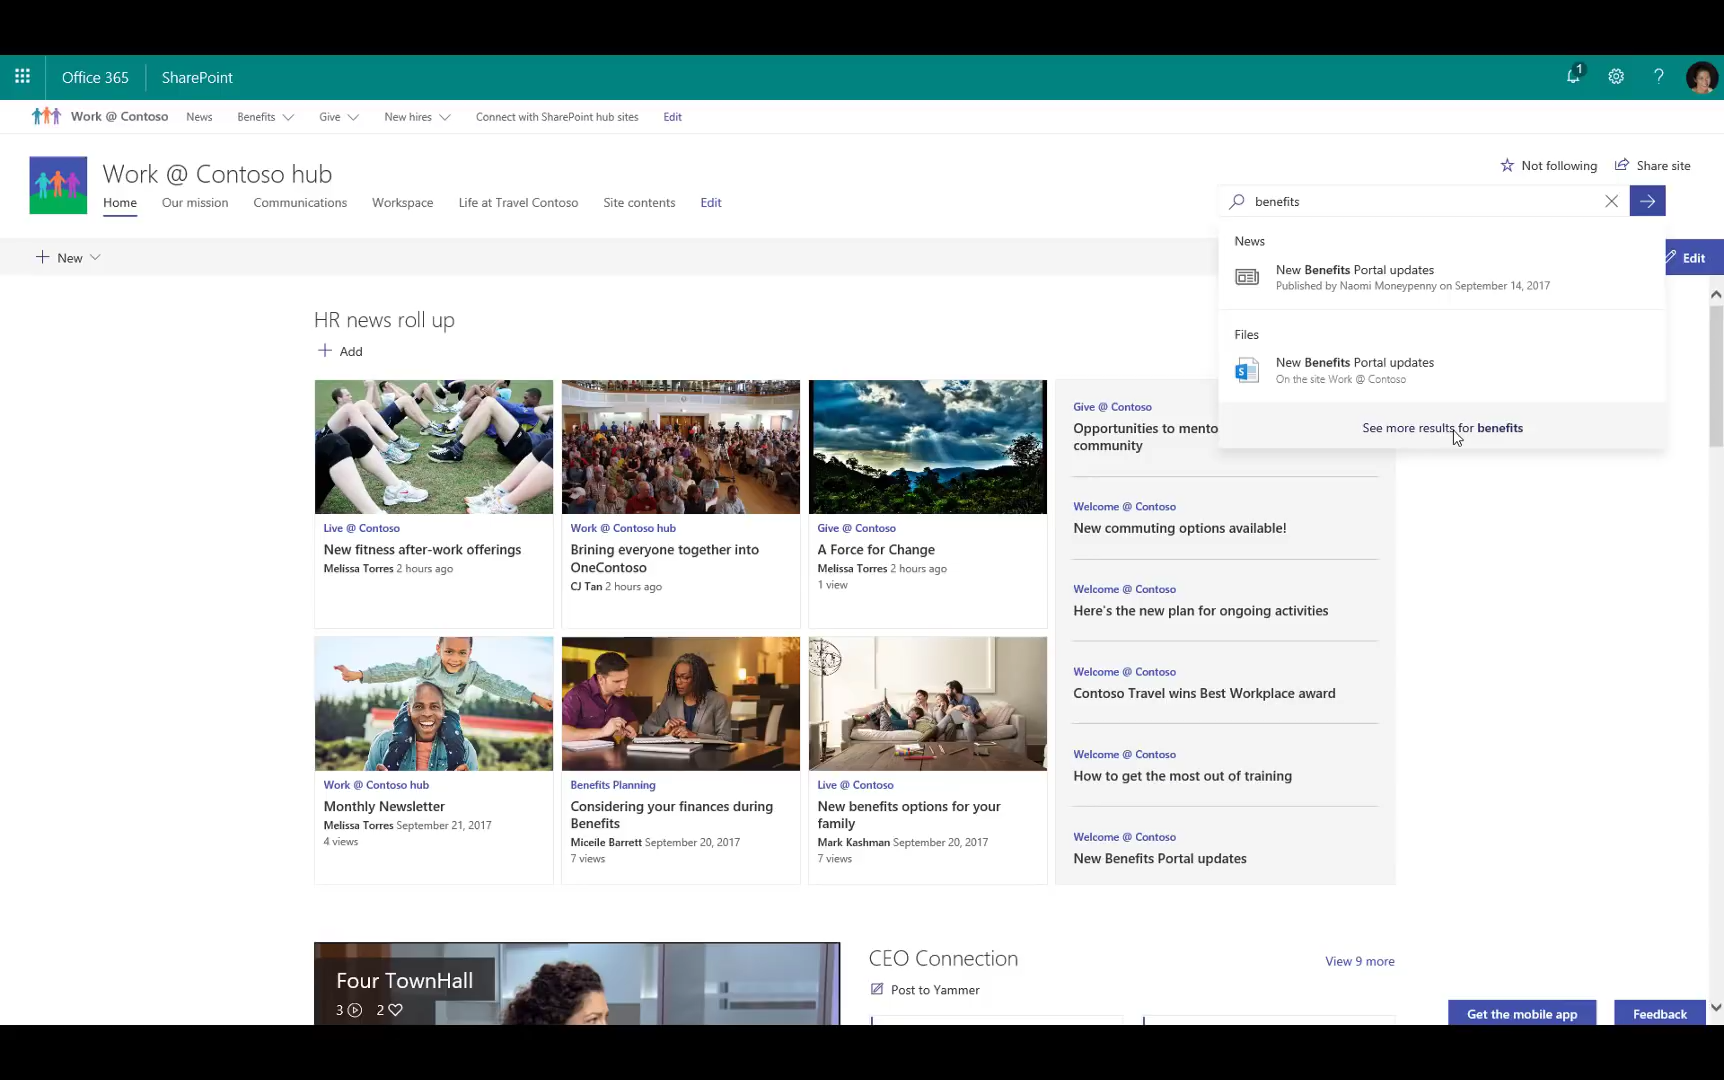 Office 365
SharePoint
1
?
Work @ Contoso
News
Benefits
Give
New hires
Connect with SharePoint hub sites
Edit
Work @ Contoso hub
Not following
Share site
Home
Our mission
Communications
Workspace
Life at Travel Contoso
Site contents
Edit
benefits
New
Edit
News
New Benefits Portal updates
Published by Naomi Moneypenny on September 14, 2017
Files
S
New Benefits Portal updates
On the site Work @ Contoso
See more results for benefits
HR news roll up
Add
Live @ Contoso
New fitness after-work offerings
Melissa Torres 2 hours ago
Work @ Contoso hub
Brining everyone together into
OneContoso
CJ Tan 2 hours ago
Give @ Contoso
A Force for Change
Melissa Torres 2 hours ago
1 view
Give @ Contoso
Opportunities to mento
community
Welcome @ Contoso
New commuting options available!
Welcome @ Contoso
Here's the new plan for ongoing activities
Welcome @ Contoso
Contoso Travel wins Best Workplace award
Welcome @ Contoso
How to get the most out of training
Welcome @ Contoso
New Benefits Portal updates
Work @ Contoso hub
Monthly Newsletter
Melissa Torres September 21, 2017
4 views
Benefits Planning
Considering your finances during
Benefits
Miceile Barrett September 20, 2017
7 views
Live @ Contoso
New benefits options for your
family
Mark Kashman September 20, 2017
7 views
Four TownHall
3
2
CEO Connection
View 9 more
Post to Yammer
Get the mobile app
Feedback